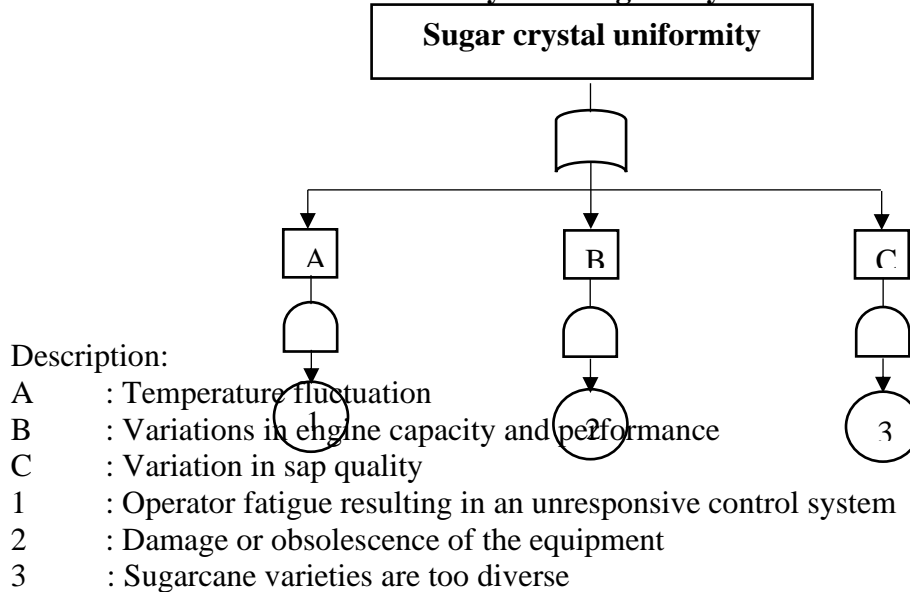 Sugar crystal uniformity
A B C
Description:
A : Temperature fluctuation
B : Variations in engine capacity and performance
C : Variation in sap quality
1 : Operator fatigue resulting in an unresponsive control system
2 : Damage or obsolescence of the equipment
3 : Sugarcane varieties are too diverse
1 2 3